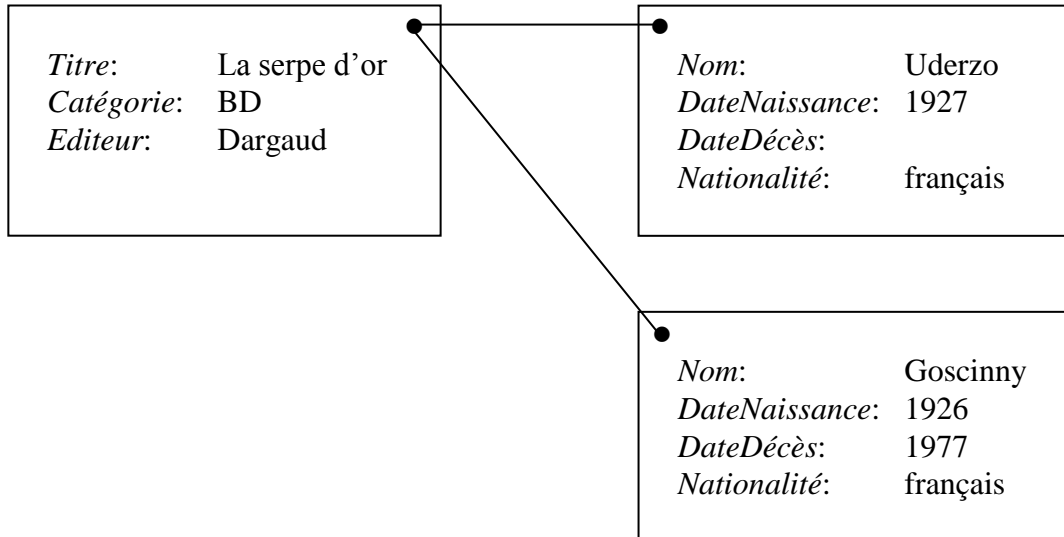 Titre: La serpe d’or
Catégorie: BD
Editeur: Dargaud
Nom: Uderzo
DateNaissance: 1927
DateDécès:
Nationalité: français
Nom: Goscinny
DateNaissance: 1926
DateDécès: 1977
Nationalité: français